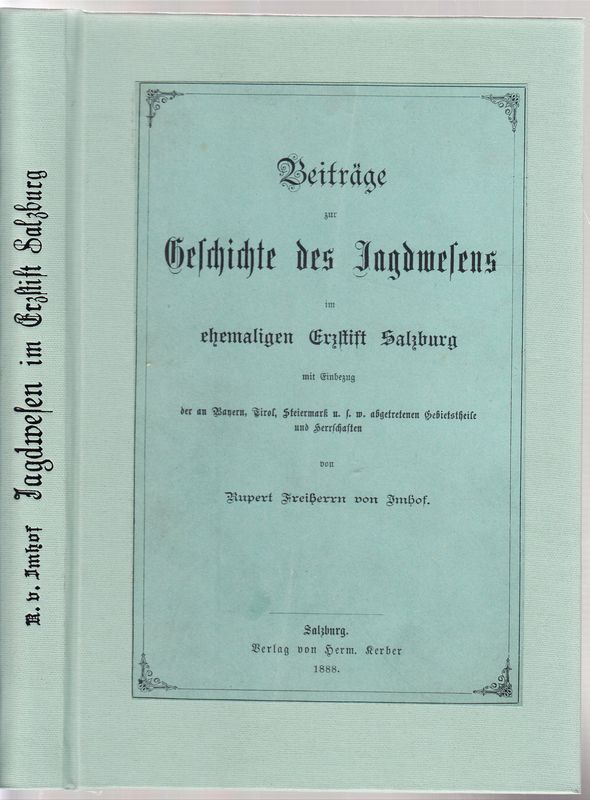 R. v. Imhof Jagdwesen im Erzstift Salzburg
Beiträge
zur
Geschichte des Jagdwesens
im
ehemaligen Erzstift Salzburg
mit Einbezug
der an Bayern, Tirol, Steiermark u. s. w. abgetretenen Gebietstheile
und Herrschaften
von
Rupert Freiherrn von Imhof.
Salzburg.
Verlag von Herm. Kerber
1888.